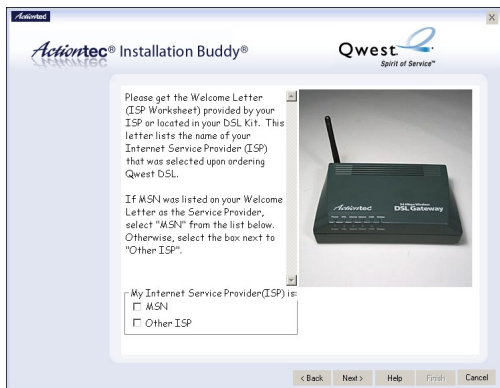 Actiontec
X
Actiontec® Installation Buddy®
Qwest
Spirit of Service™
Please get the Welcome Letter
(ISP Worksheet) provided by your
ISP or located in your DSL Kit. This
letter lists the name of your
Internet Service Provider (ISP)
that was selected upon ordering
Qwest DSL.
If MSN was listed on your Welcome
Letter as the Service Provider,
select "MSN" from the list below.
Otherwise, select the box next to
"Other ISP".
Actiontec
DSL Gateway
My Internet Service Provider(ISP) is:
MSN
Other ISP
< Back
Next >
Help
Finish
Cancel